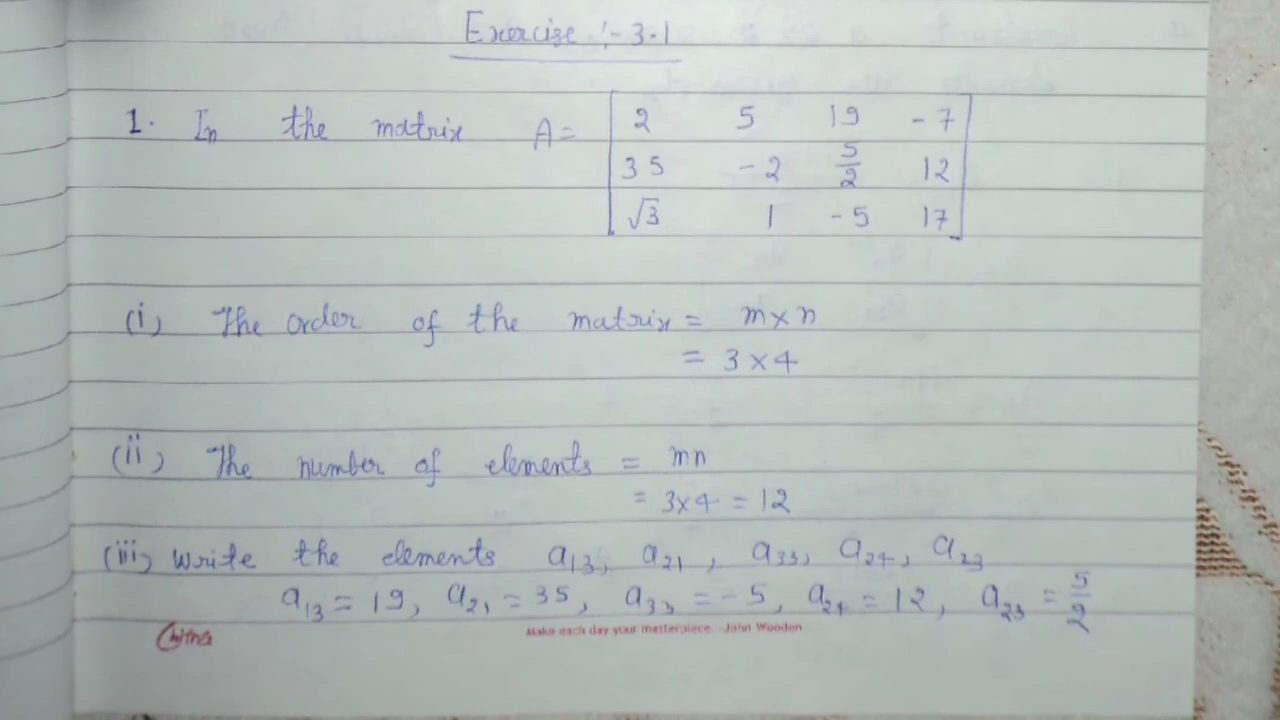 Exercise :- 3.1
1. In the matrix A = [2 5 19 -7
35 -2 5/2 12
√3 1 -5 17]
(i) The order of the matrix = m×n
= 3×4
(ii) The number of elements = mn
= 3×4 = 12
(iii) Write the elements a₁₃, a₂₁, a₃₃, a₂₄, a₂₃
a₁₃ = 19, a₂₁ = 35, a₃₃ = -5, a₂₄ = 12, a₂₃ = 5/2
Make each day your masterpiece. -John Wooden